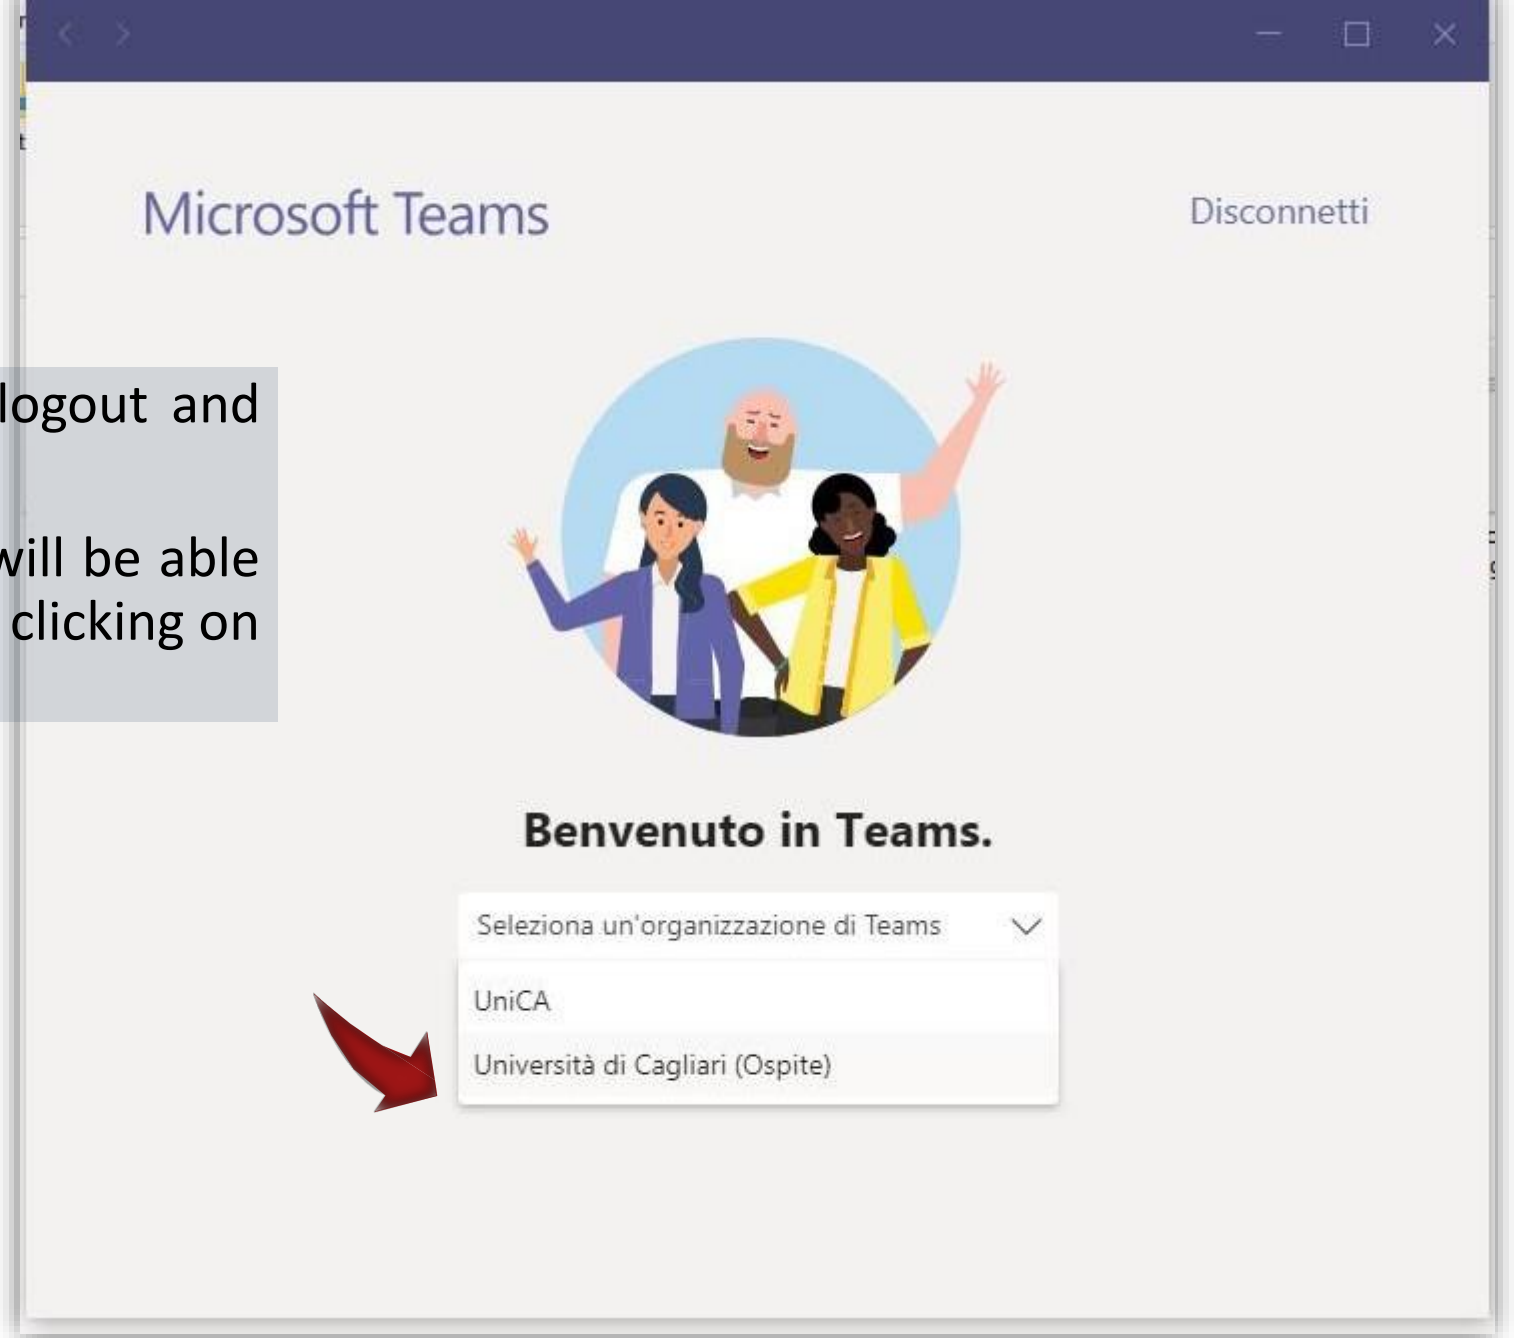 Microsoft Teams
Disconnetti
logout and
will be able
clicking on
Benvenuto in Teams.
Seleziona un'organizzazione di Teams
UniCA
Università di Cagliari (Ospite)